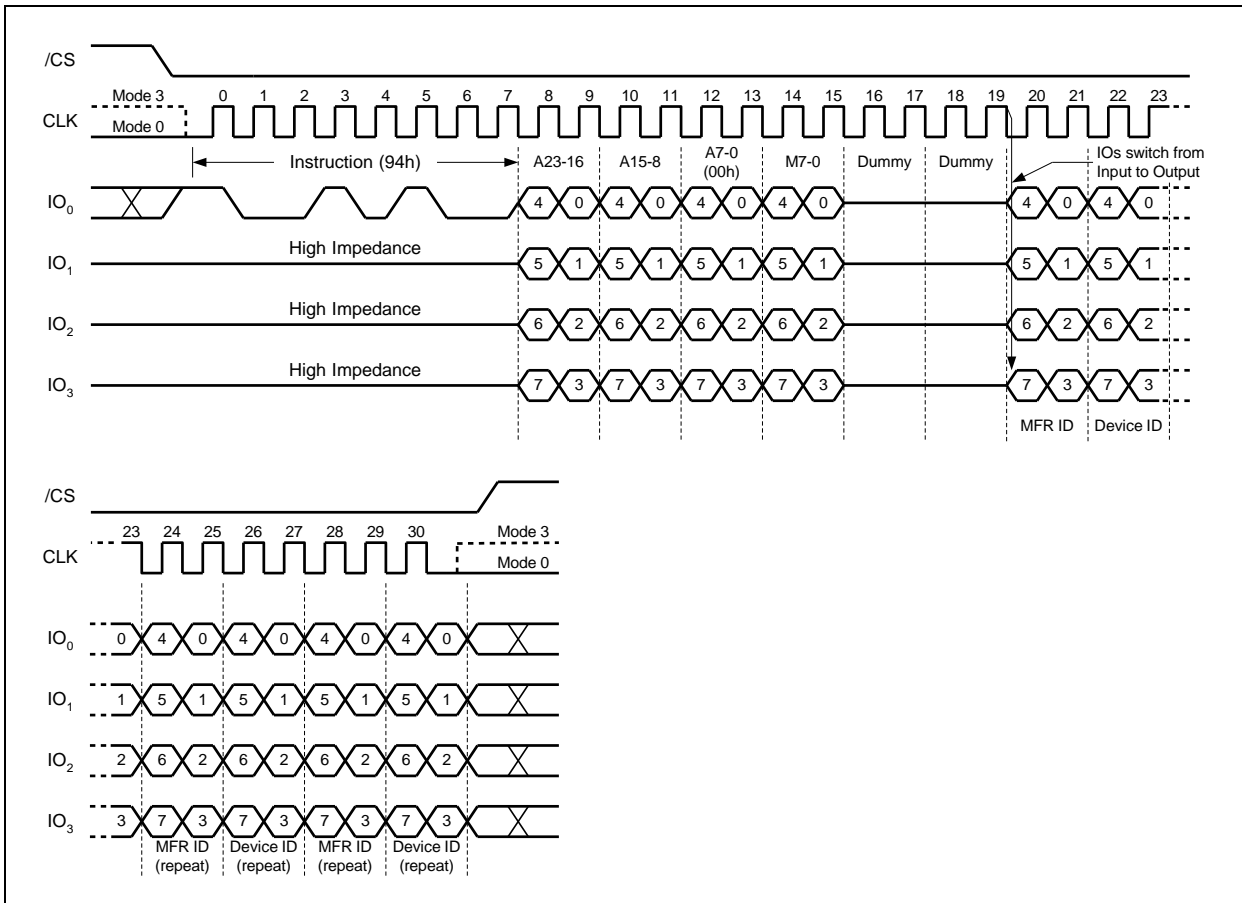 /CS
Mode 3 0 1 2 3 4 5 6 7 8 9 10 11 12 13 14 15 16 17 18 19 20 21 22 23
CLK
Mode 0
Instruction (94h) A23-16 A15-8 A7-0 (00h) M7-0 Dummy Dummy IOs switch from Input to Output
IO0 4 0 4 0 4 0 4 0 4 0 4 0
High Impedance
IO1 5 1 5 1 5 1 5 1 5 1 5 1
High Impedance
IO2 6 2 6 2 6 2 6 2 6 2 6 2
High Impedance
IO3 7 3 7 3 7 3 7 3 7 3 7 3
MFR ID Device ID
/CS
23 24 25 26 27 28 29 30 Mode 3
CLK
Mode 0
IO0 0 4 0 4 0 4 0 4 0
IO1 1 5 1 5 1 5 1 5 1
IO2 2 6 2 6 2 6 2 6 2
IO3 3 7 3 7 3 7 3 7 3
MFR ID Device ID MFR ID Device ID
(repeat) (repeat) (repeat) (repeat)